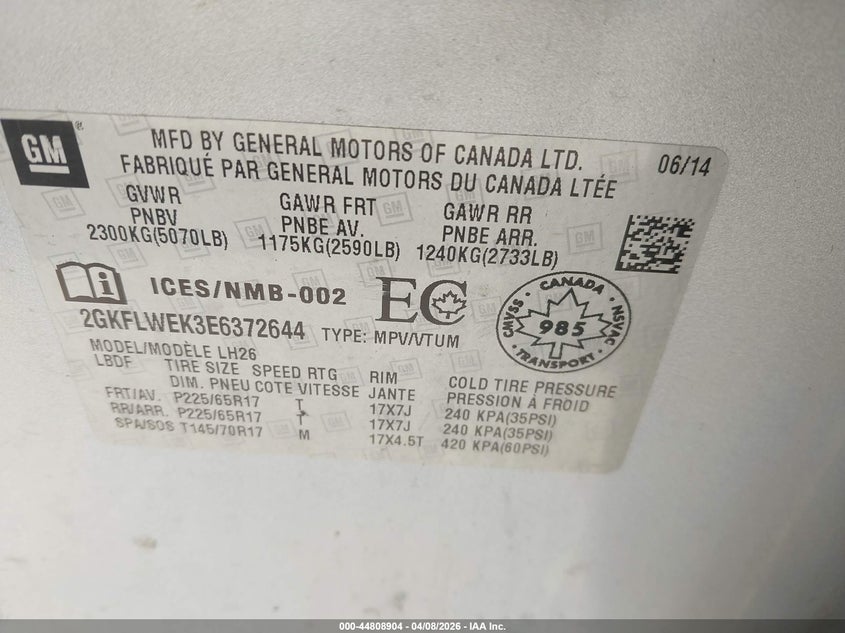 GM
MFD BY GENERAL MOTORS OF CANADA LTD. 06/14
FABRIQUÉ PAR GENERAL MOTORS DU CANADA LTÉE
GVWR GAWR FRT GAWR RR
PNBV PNBE AV. PNBE ARR.
2300KG(5070LB) 1175KG(2590LB) 1240KG(2733LB)
ICES/NMB-002 EC
CANADA
CMVSS 985 NSVAC
TRANSPORT
2GKFLWEK3E6372644 TYPE: MPV/VTUM
MODEL/MODÈLE LH26
LBDF TIRE SIZE SPEED RTG RIM COLD TIRE PRESSURE
DIM. PNEU COTE VITESSE JANTE PRESSION À FROID
FRT/AV. P225/65R17 T 17X7J 240 KPA(35PSI)
RR/ARR. P225/65R17 T 17X7J 240 KPA(35PSI)
SPA/SOS T145/70R17 M 17X4.5T 420 KPA(60PSI)
000-44808904 - 04/08/2026 - IAA Inc.